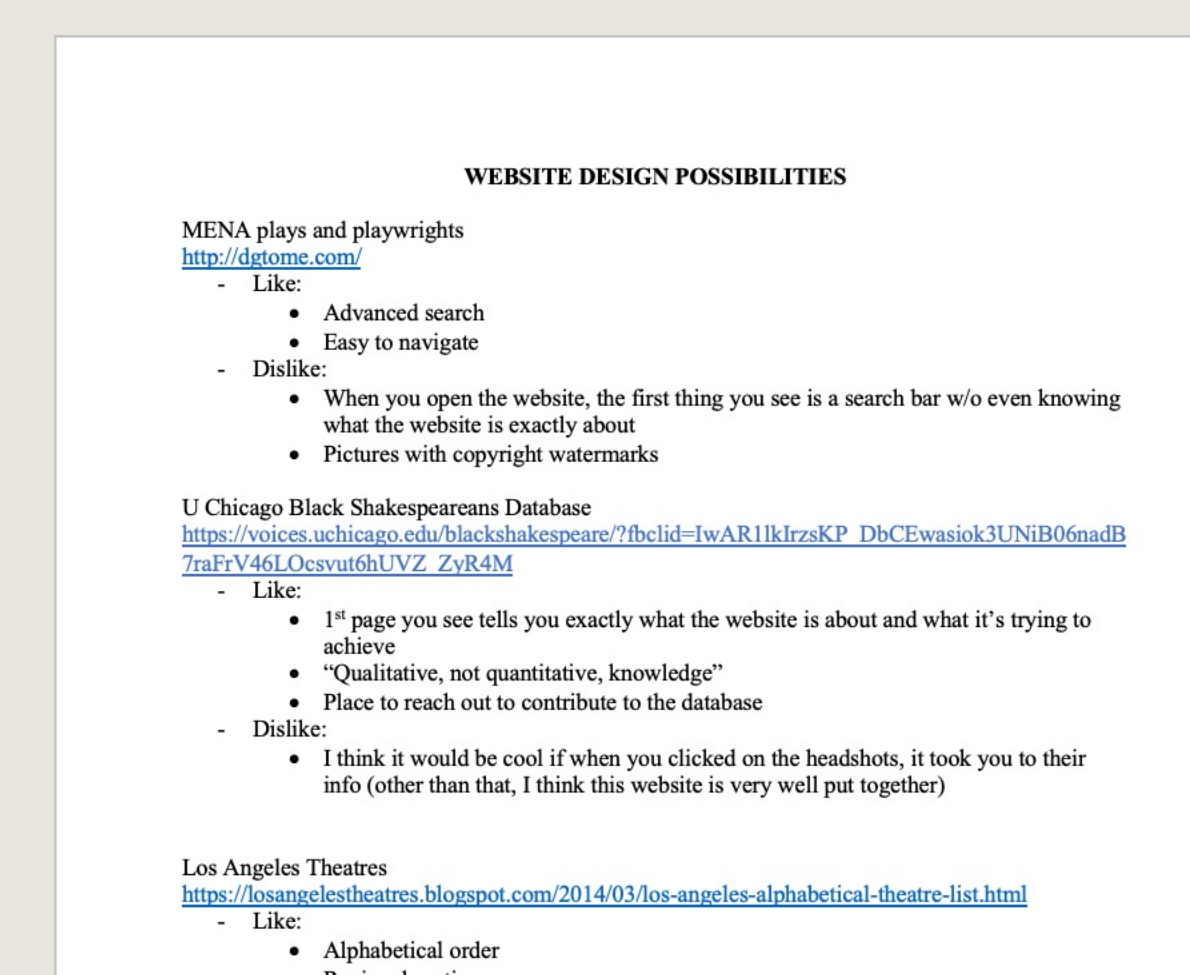 WEBSITE DESIGN POSSIBILITIES
MENA plays and playwrights
http://dgtome.com/
- Like:
• Advanced search
• Easy to navigate
- Dislike:
• When you open the website, the first thing you see is a search bar w/o even knowing
what the website is exactly about
• Pictures with copyright watermarks
U Chicago Black Shakespeareans Database
https://voices.uchicago.edu/blackshakespeare/?fbclid=IwAR1lkIrzsKP_DbCEwasiok3UNiB06nadB
7raFrV46LOcsvut6hUVZ_ZyR4M
- Like:
• 1st page you see tells you exactly what the website is about and what it’s trying to
achieve
• “Qualitative, not quantitative, knowledge”
• Place to reach out to contribute to the database
- Dislike:
• I think it would be cool if when you clicked on the headshots, it took you to their
info (other than that, I think this website is very well put together)
Los Angeles Theatres
https://losangelestheatres.blogspot.com/2014/03/los-angeles-alphabetical-theatre-list.html
- Like:
• Alphabetical order